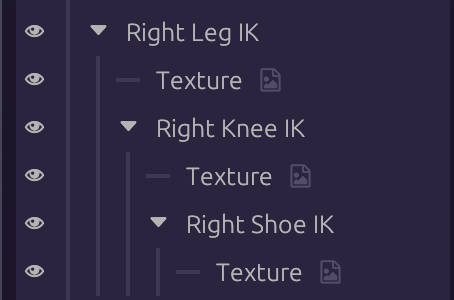 Right Leg IK
Texture
Right Knee IK
Texture
Right Shoe IK
Texture